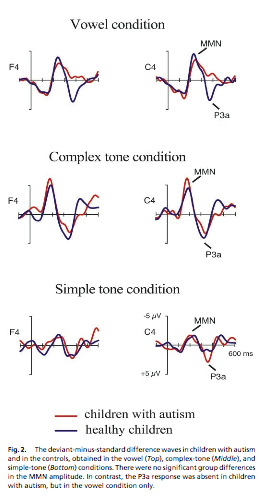 Vowel condition
F4
C4
MMN
P3a
Complex tone condition
F4
C4
MMN
P3a
Simple tone condition
F4
-5 µV
C4
MMN
600 ms
+5 µV
P3a
children with autism
healthy children
Fig. 2. The deviant-minus-standard difference waves in children with autism
and in the controls, obtained in the vowel (Top), complex-tone (Middle), and
simple-tone (Bottom) conditions. There were no significant group differences
in the MMN amplitude. In contrast, the P3a response was absent in children
with autism, but in the vowel condition only.